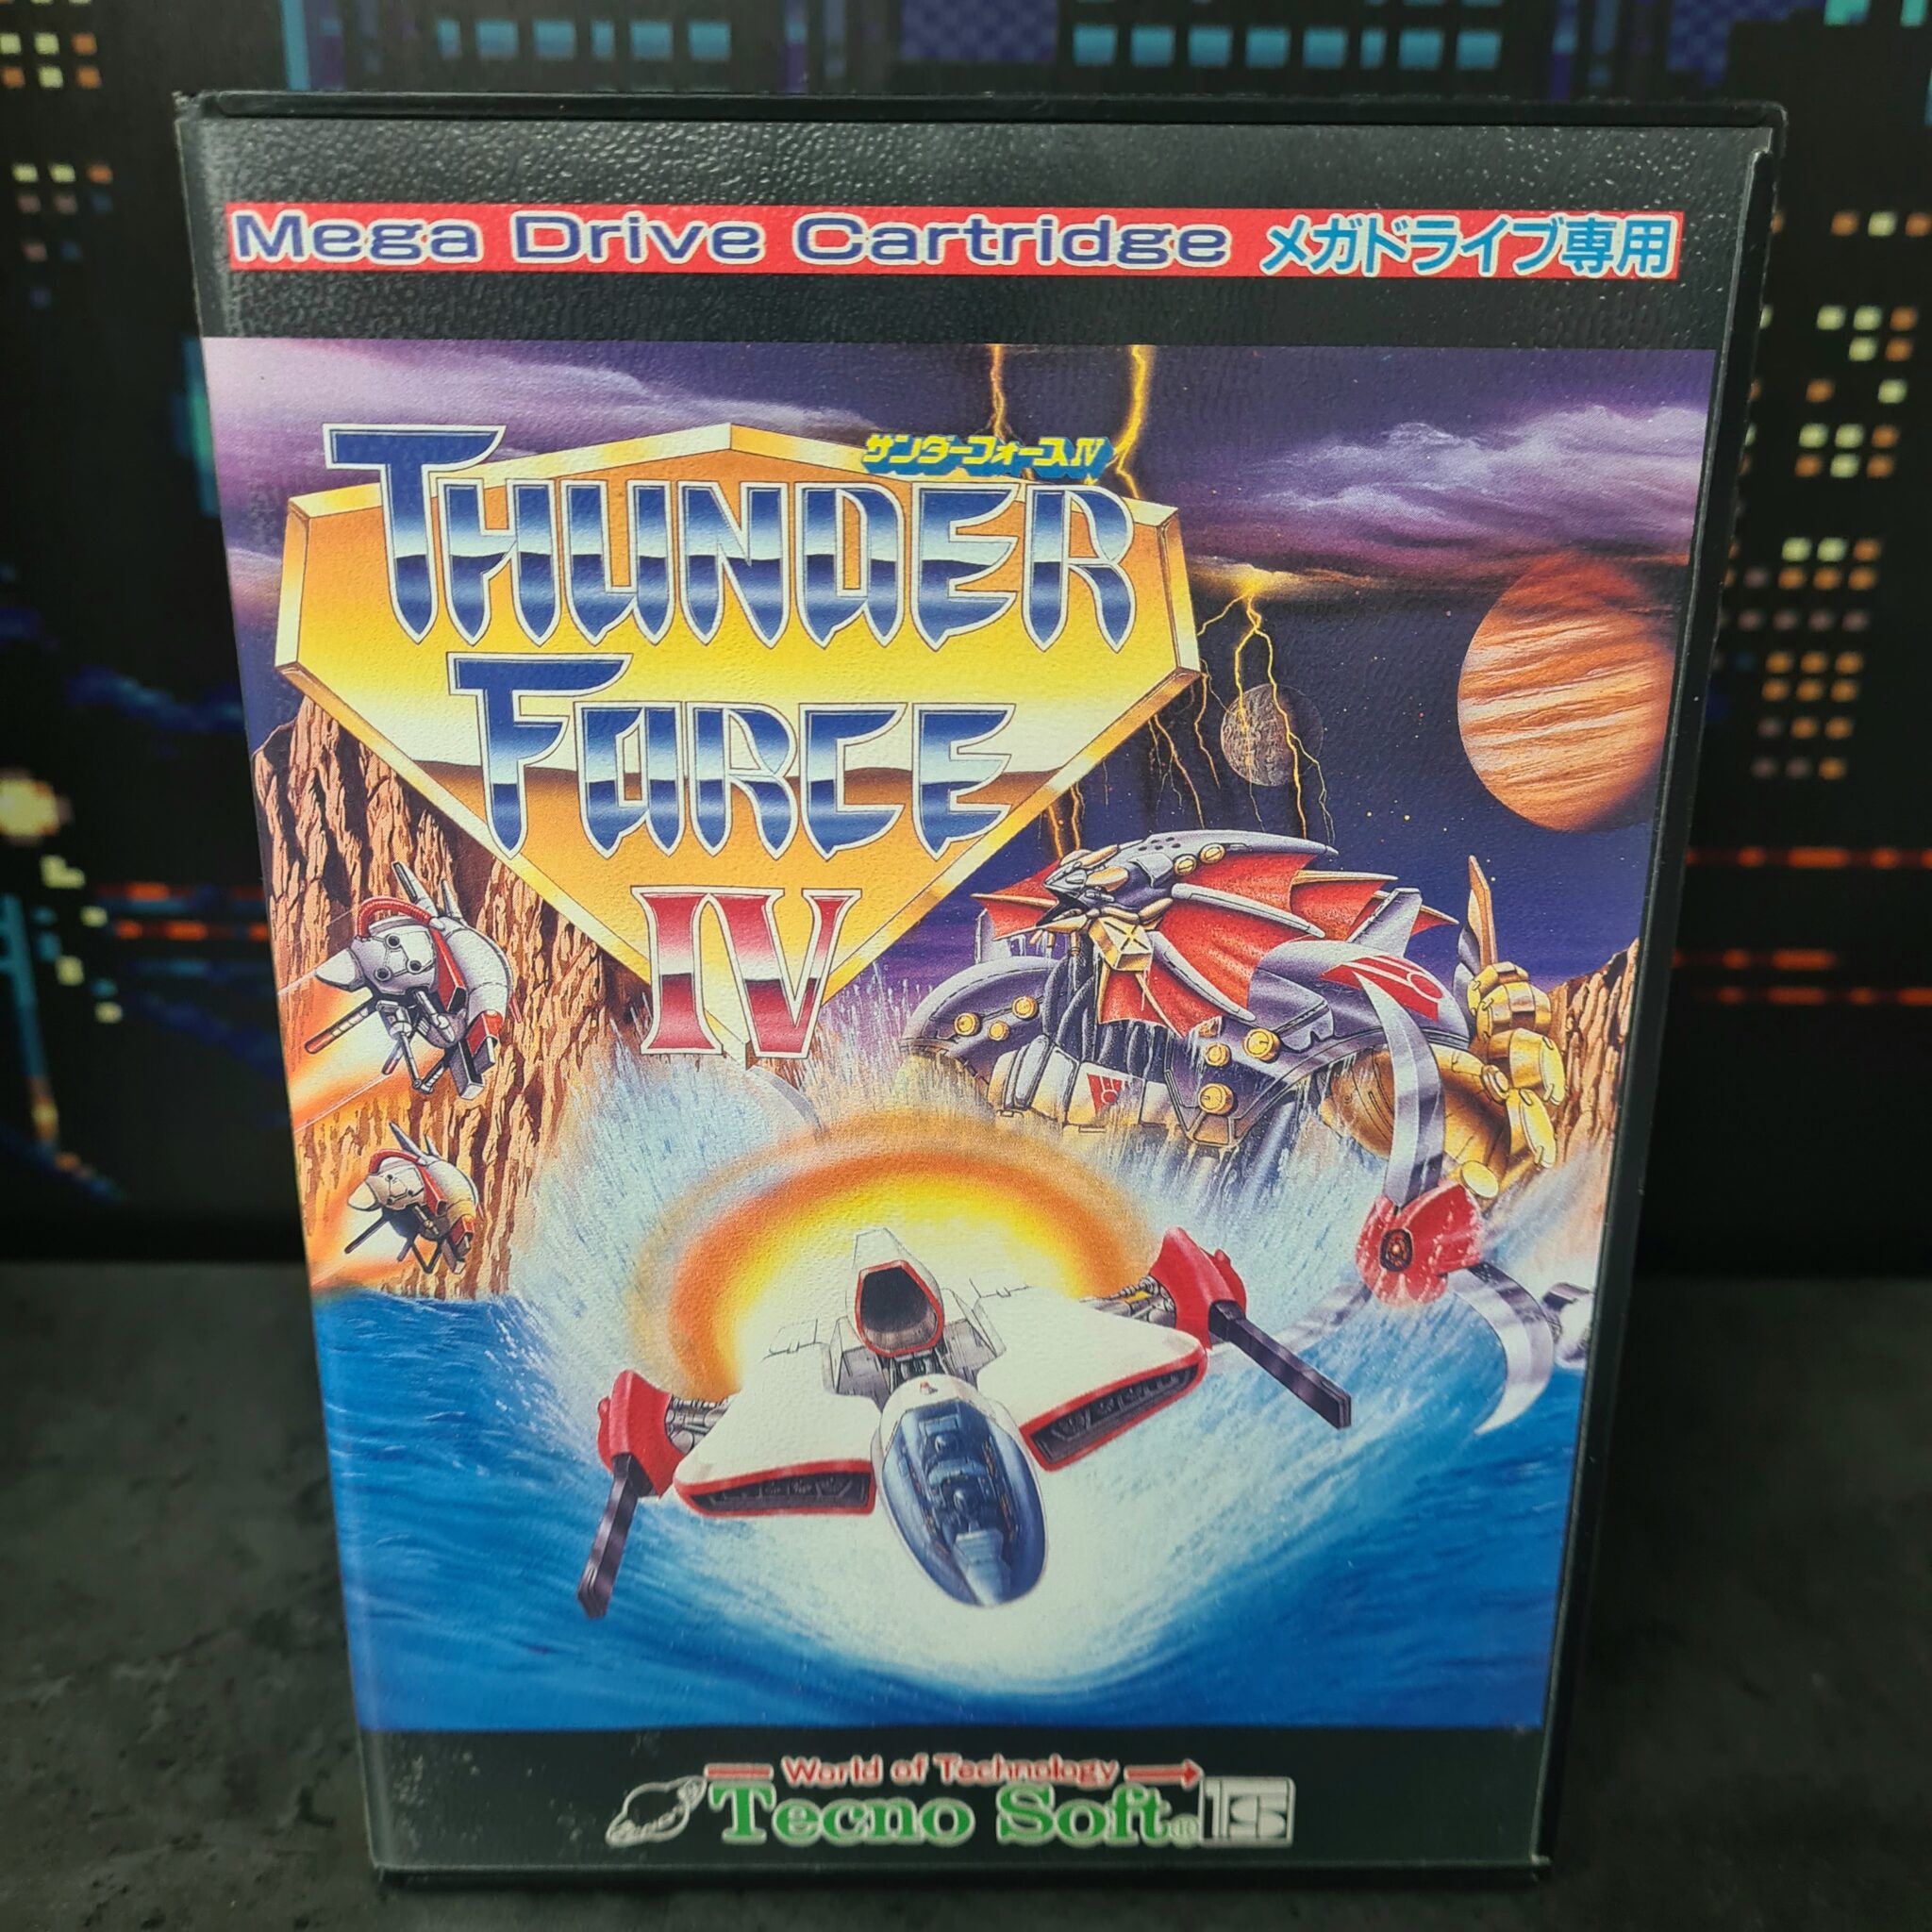 Mega Drive Cartridge メガドライブ専用
サンダーフォースIV
THUNDER
FORCE
IV
World of Technology
Tecno Soft®